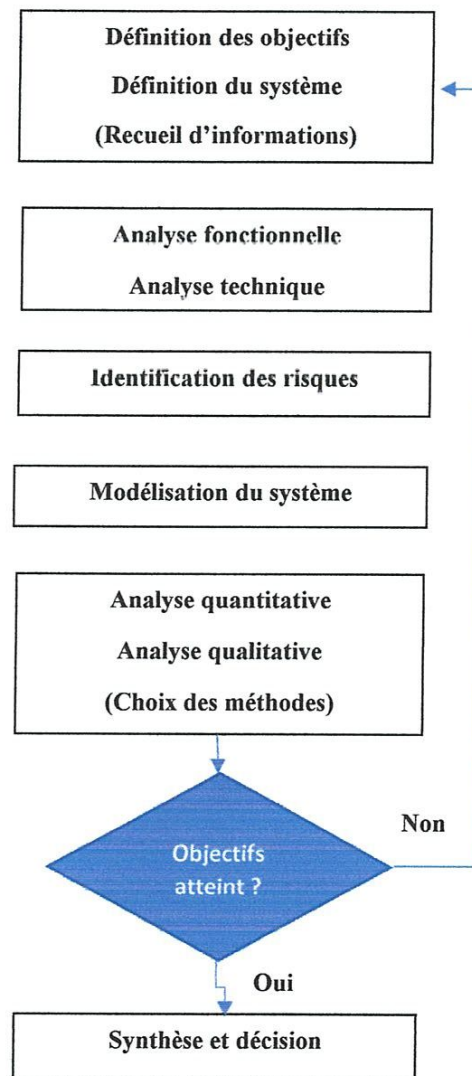 Définition des objectifs
Définition du système
(Recueil d'informations)
Analyse fonctionnelle
Analyse technique
Identification des risques
Modélisation du système
Analyse quantitative
Analyse qualitative
(Choix des méthodes)
Objectifs
atteint ?
Non
Oui
Synthèse et décision